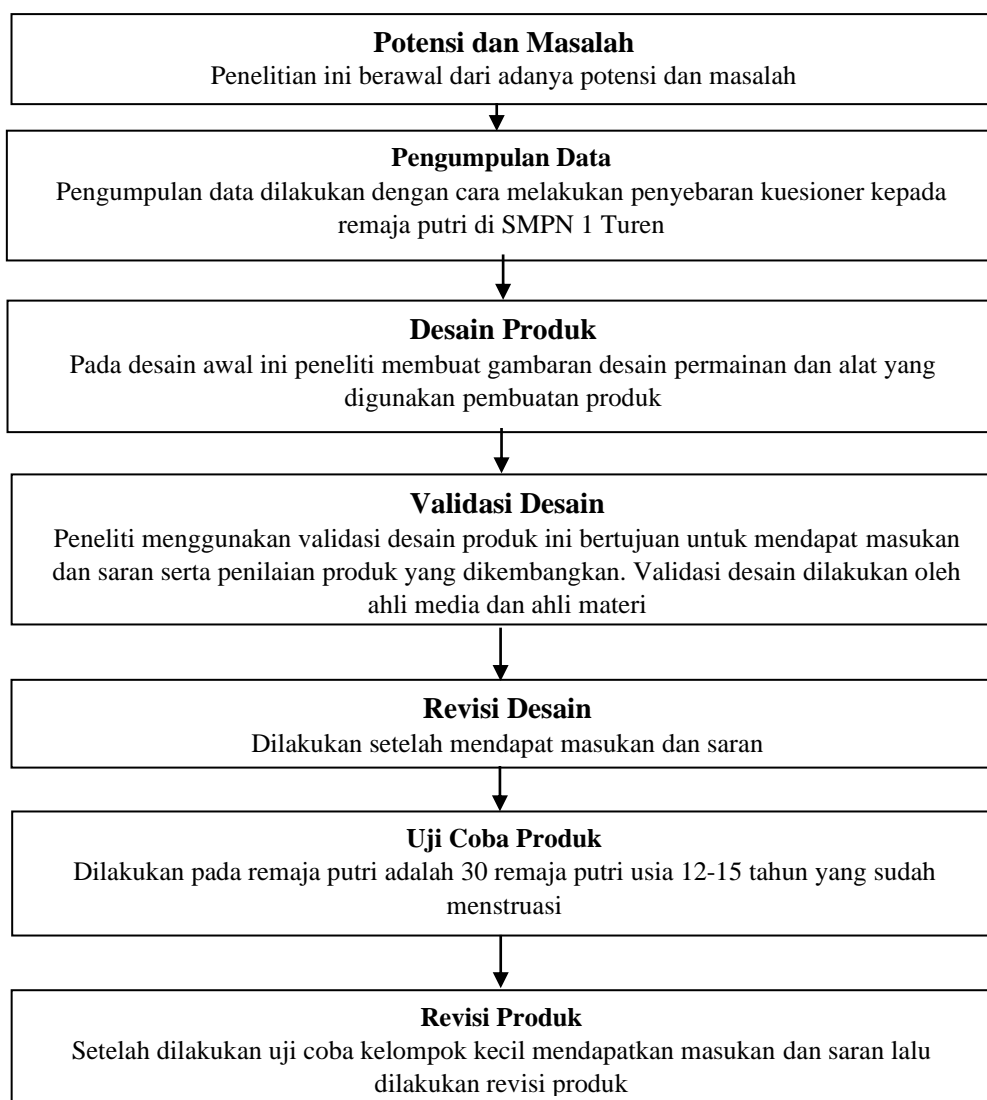 Potensi dan Masalah
Penelitian ini berawal dari adanya potensi dan masalah
Pengumpulan Data
Pengumpulan data dilakukan dengan cara melakukan penyebaran kuesioner kepada
remaja putri di SMPN 1 Turen
Desain Produk
Pada desain awal ini peneliti membuat gambaran desain permainan dan alat yang
digunakan pembuatan produk
Validasi Desain
Peneliti menggunakan validasi desain produk ini bertujuan untuk mendapat masukan
dan saran serta penilaian produk yang dikembangkan. Validasi desain dilakukan oleh
ahli media dan ahli materi
Revisi Desain
Dilakukan setelah mendapat masukan dan saran
Uji Coba Produk
Dilakukan pada remaja putri adalah 30 remaja putri usia 12-15 tahun yang sudah
menstruasi
Revisi Produk
Setelah dilakukan uji coba kelompok kecil mendapatkan masukan dan saran lalu
dilakukan revisi produk